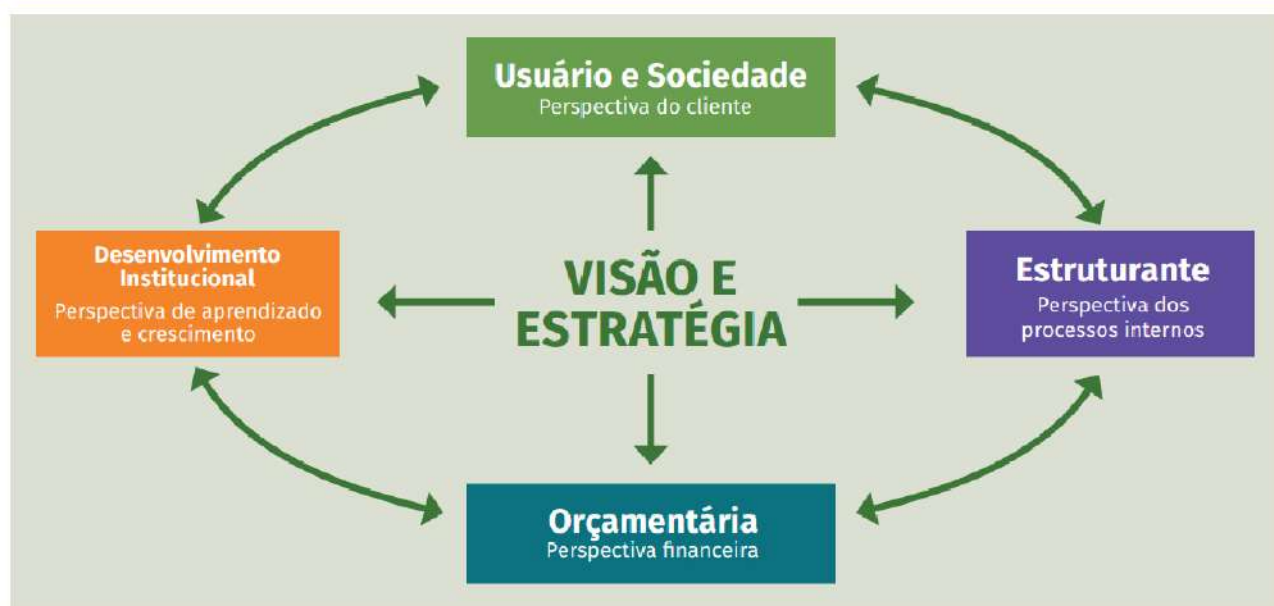 Usuário e Sociedade
Perspectiva do cliente
Desenvolvimento
Institucional
Perspectiva de aprendizado
e crescimento
VISÃO E
ESTRATÉGIA
Estruturante
Perspectiva dos
processos internos
Orçamentária
Perspectiva financeira